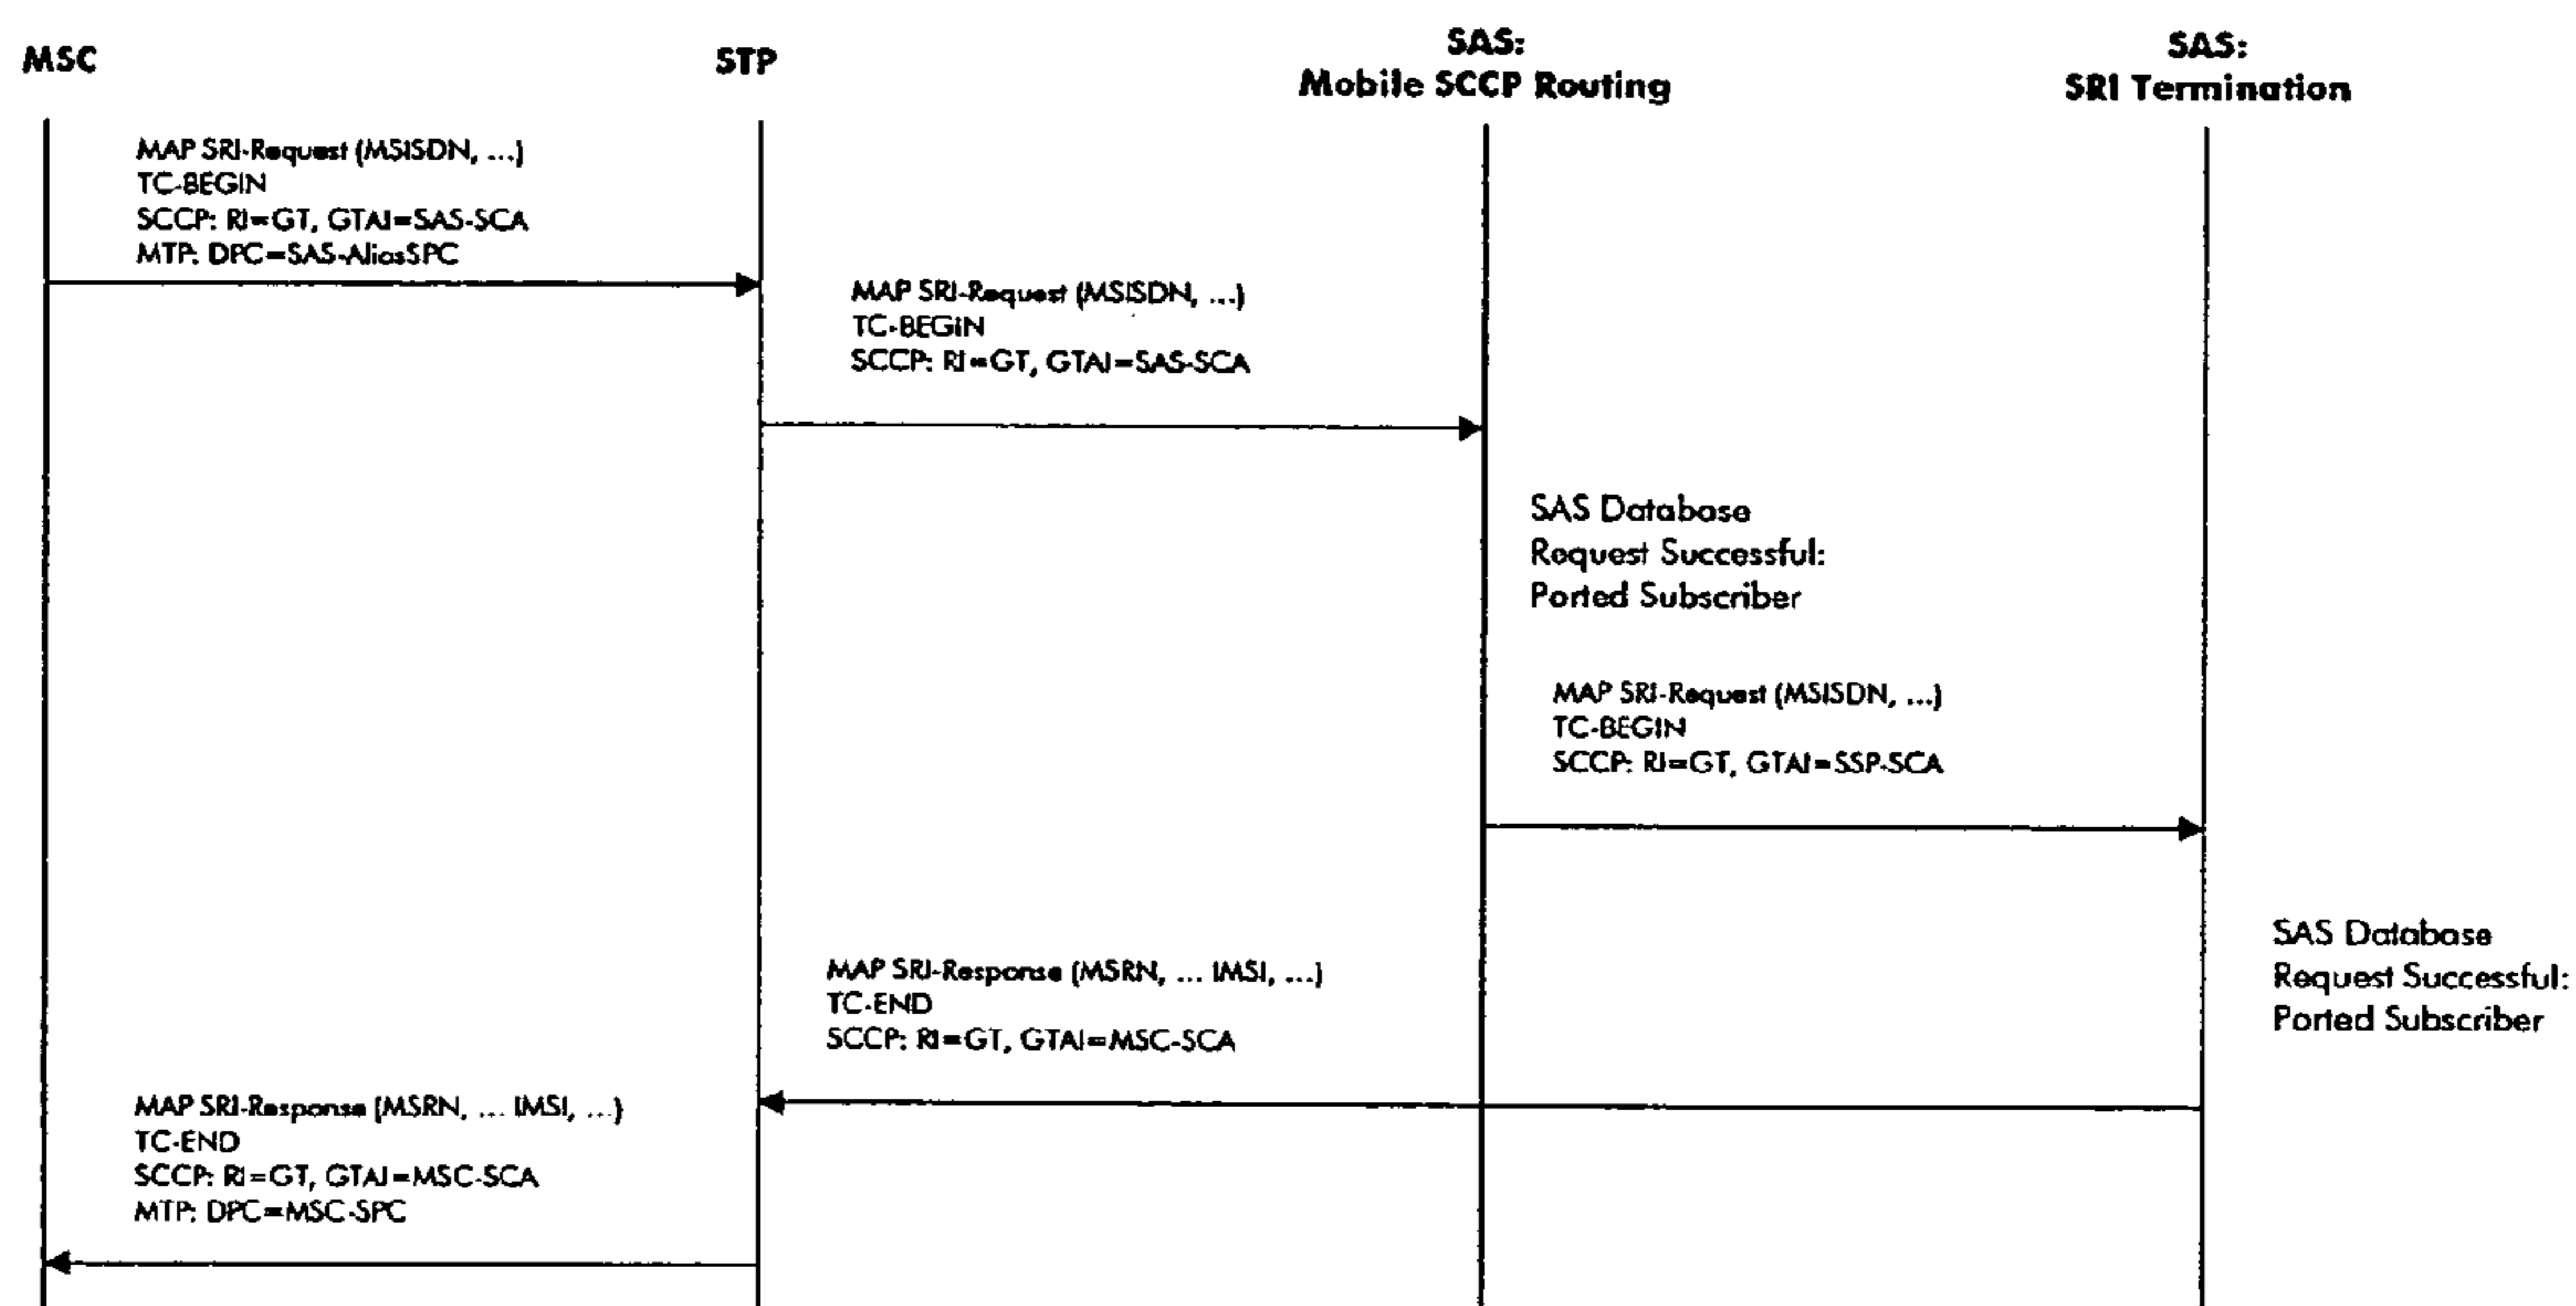 MSC
STP
SAS:
Mobile SCCP Routing
SAS:
SRI Termination
MAP SRI-Request (MSISDN, ...)
TC-BEGIN
SCCP: RI=GT, GTAI=SAS-SCA
MTP: DPC=SAS-AliasSPC
MAP SRI-Request (MSISDN, ...)
TC-BEGIN
SCCP: RI=GT, GTAI=SAS-SCA
SAS Database
Request Successful:
Ported Subscriber
MAP SRI-Request (MSISDN, ...)
TC-BEGIN
SCCP: RI=GT, GTAI=SSP-SCA
SAS Database
Request Successful:
Ported Subscriber
MAP SRI-Response (MSRN, ... IMSI, ...)
TC-END
SCCP: RI=GT, GTAI=MSC-SCA
MAP SRI-Response (MSRN, ... IMSI, ...)
TC-END
SCCP: RI=GT, GTAI=MSC-SCA
MTP: DPC=MSC-SPC